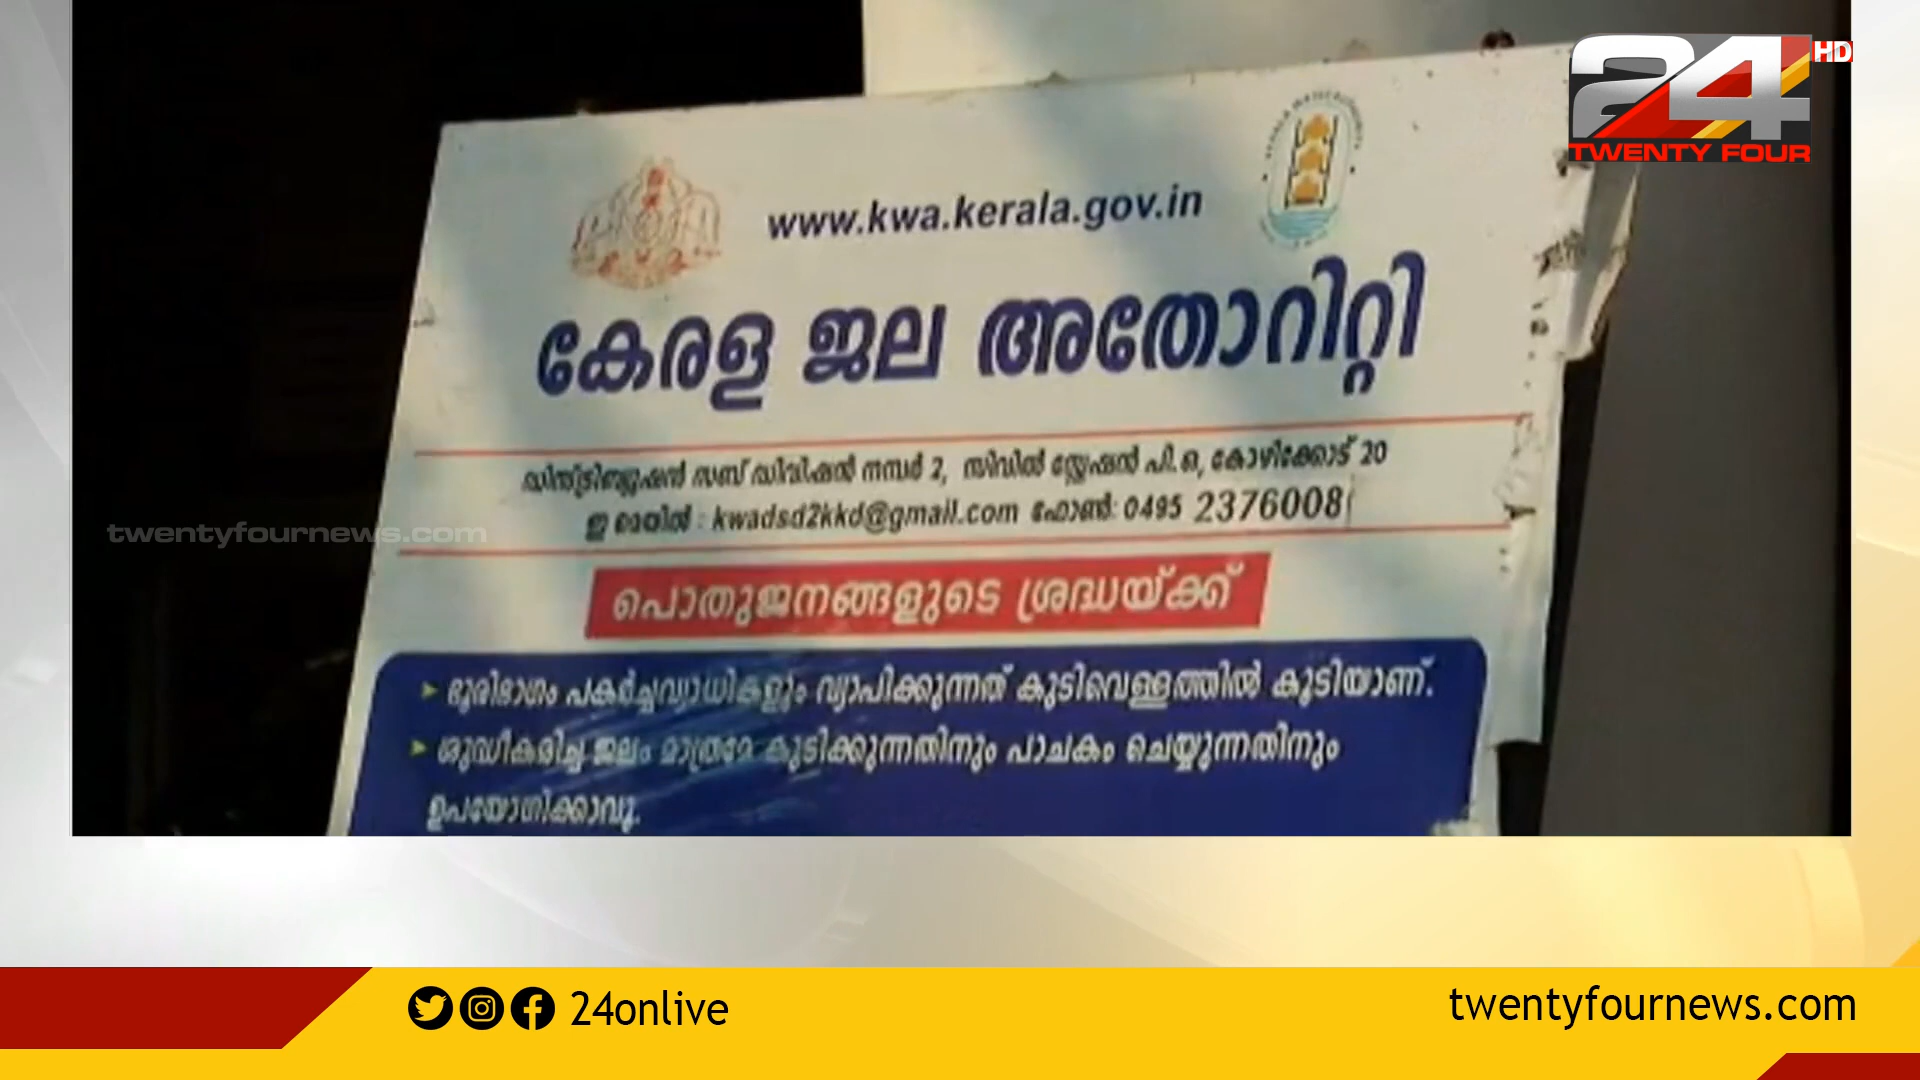 24 HD
TWENTY FOUR
www.kwa.kerala.gov.in
കേരള ജല അതോറിറ്റി
ഡിസ്ട്രിബ്യൂഷൻ സബ് ഡിവിഷൻ നമ്പർ 2, സിവിൽ സ്റ്റേഷൻ പി.ഒ, കോഴിക്കോട് 20
ഇ മെയിൽ : kwadsd2kkd@gmail.com ഫോൺ: 0495 2376008
twentyfournews.com
പൊതുജനങ്ങളുടെ ശ്രദ്ധയ്ക്ക്
➤ ഭൂരിഭാഗം പകർച്ചവ്യാധികളും വ്യാപിക്കുന്നത് കുടിവെള്ളത്തിൽ കൂടിയാണ്.
➤ ശുദ്ധീകരിച്ച ജലം മാത്രമേ കുടിക്കുന്നതിനും പാചകം ചെയ്യുന്നതിനും
ഉപയോഗിക്കാവൂ.
24onlive
twentyfournews.com